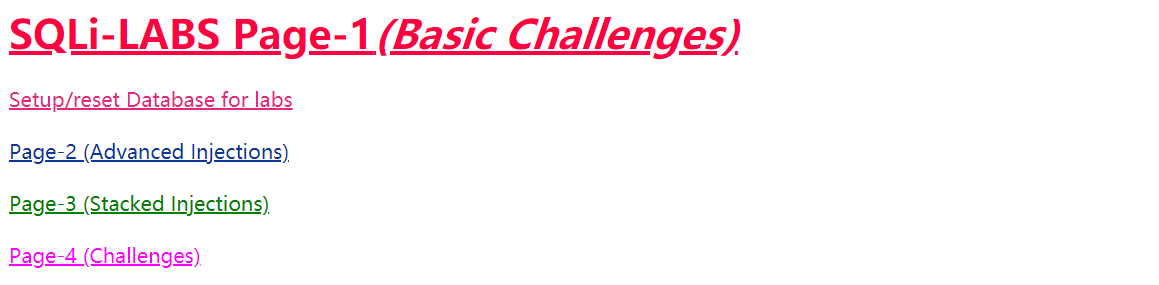 SQLi-LABS Page-1(Basic Challenges)
Setup/reset Database for labs
Page-2 (Advanced Injections)
Page-3 (Stacked Injections)
Page-4 (Challenges)